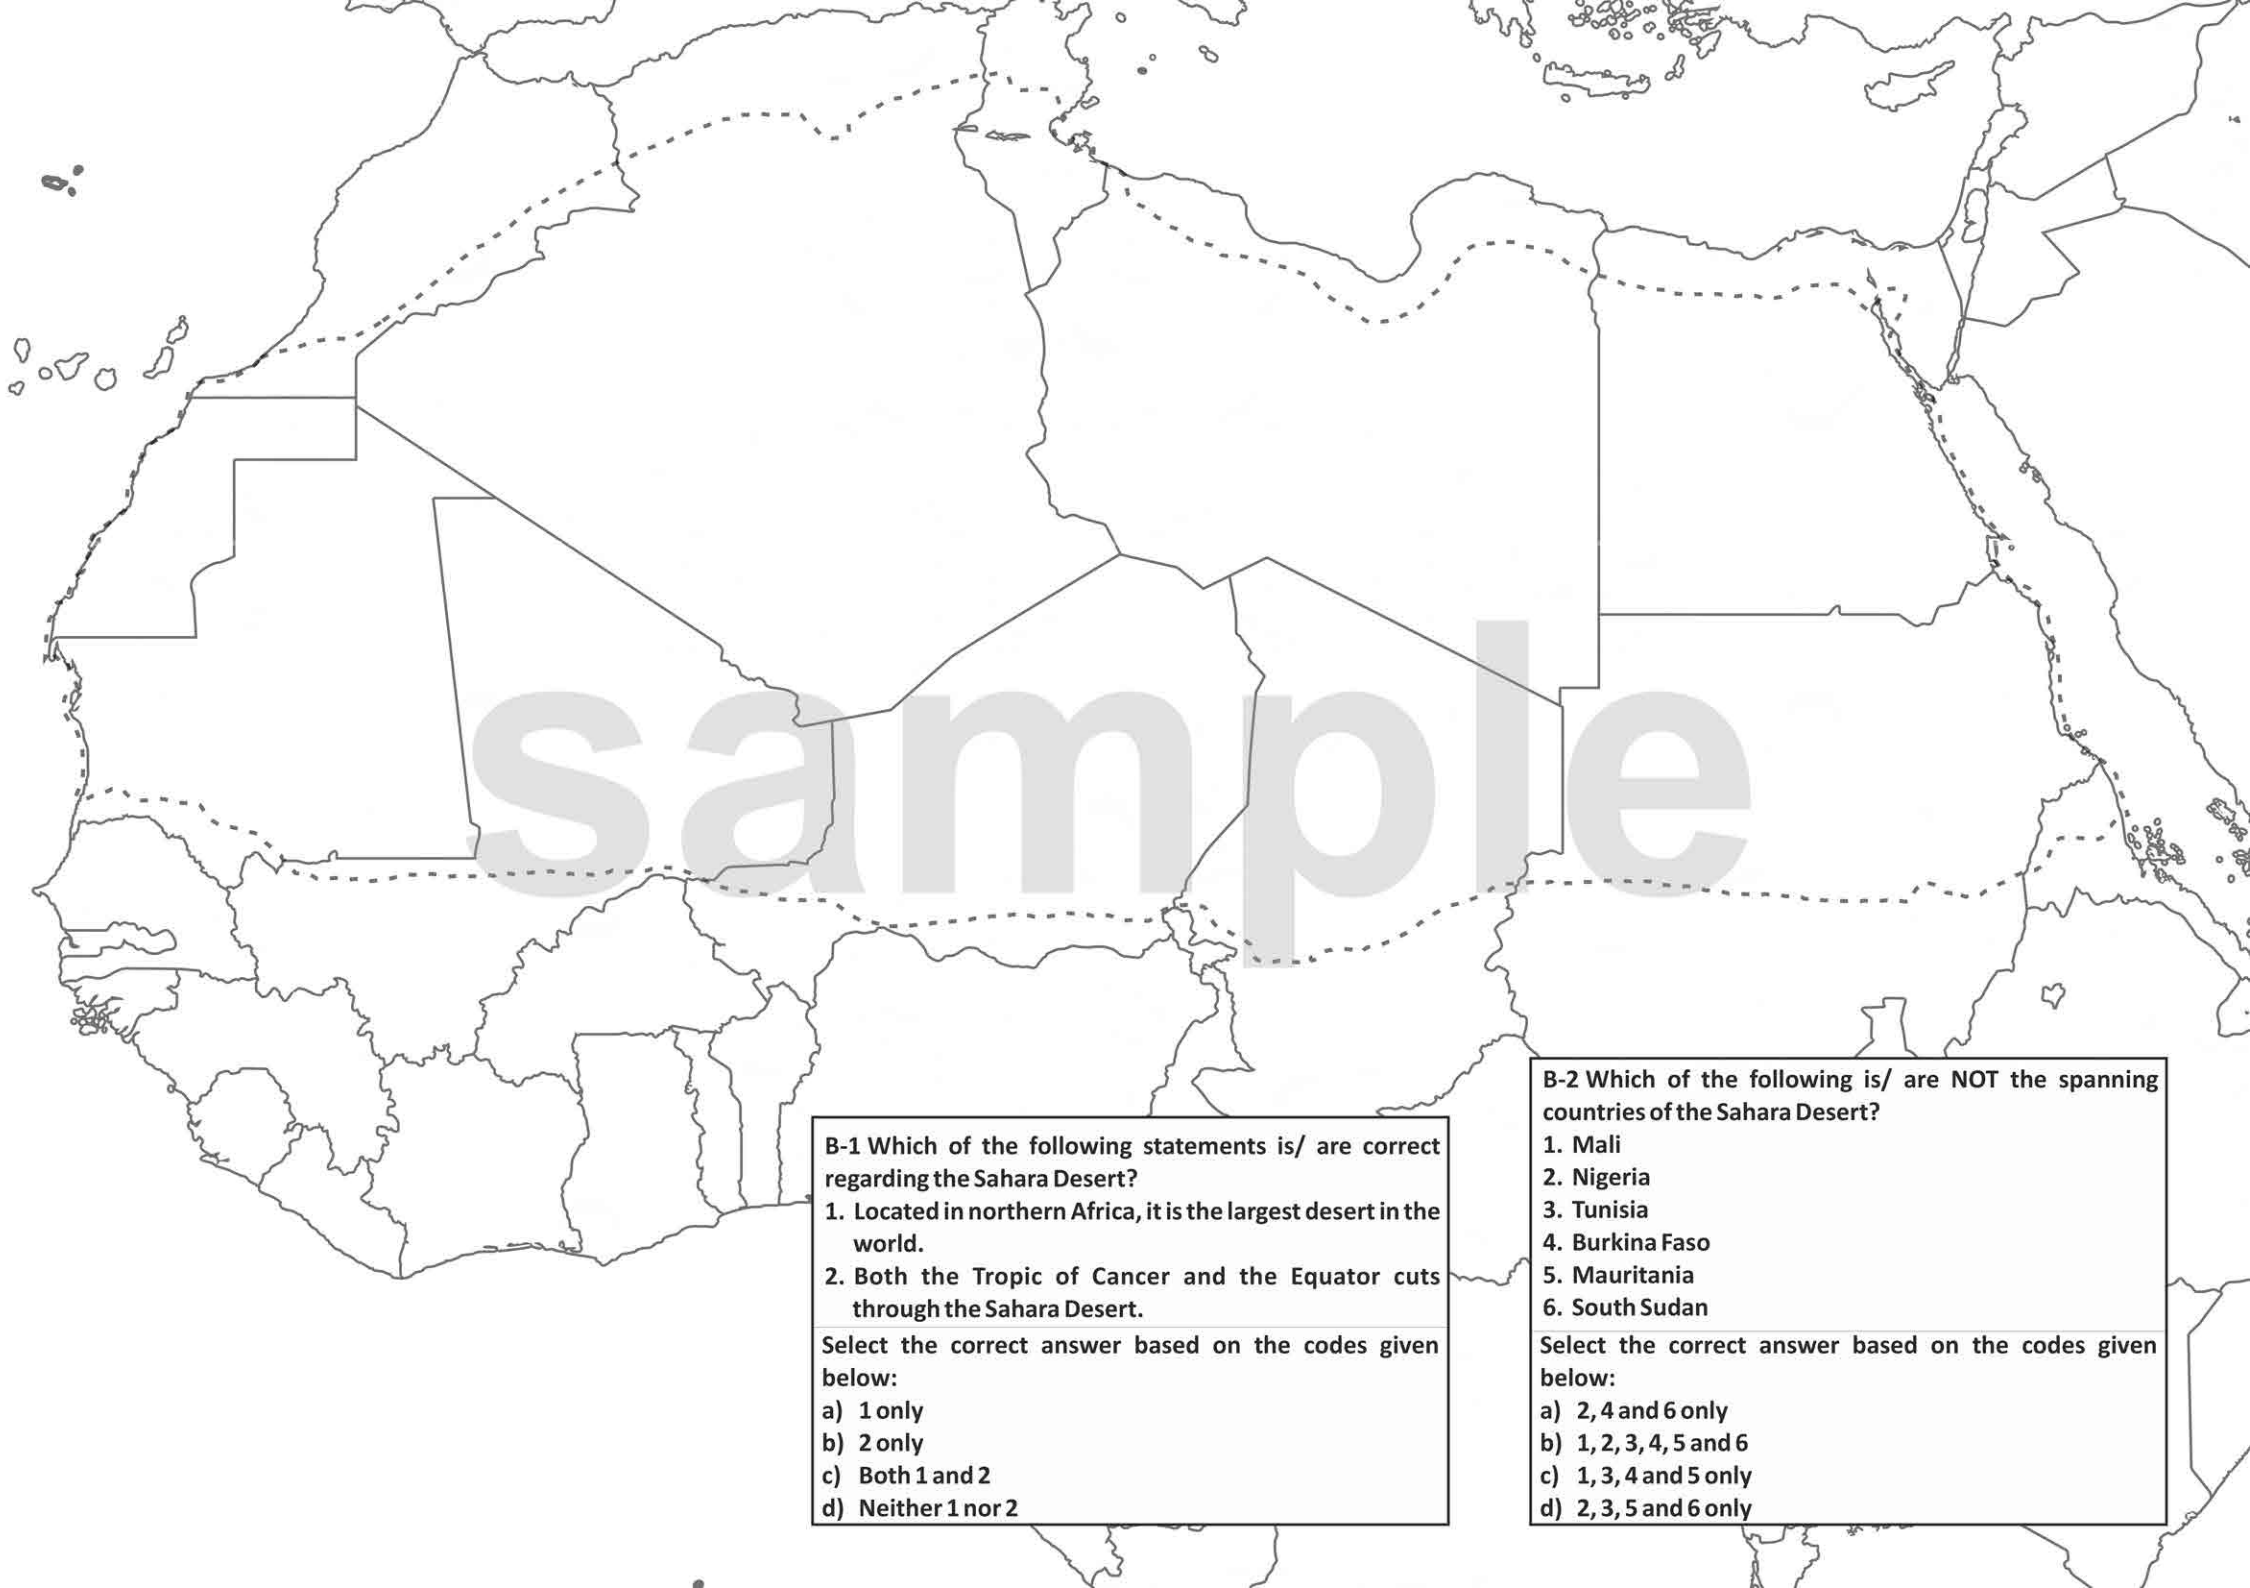 sample
B-1 Which of the following statements is/ are correct
regarding the Sahara Desert?
1. Located in northern Africa, it is the largest desert in the
world.
2. Both the Tropic of Cancer and the Equator cuts
through the Sahara Desert.
Select the correct answer based on the codes given
below:
a) 1 only
b) 2 only
c) Both 1 and 2
d) Neither 1 nor 2
B-2 Which of the following is/ are NOT the spanning
countries of the Sahara Desert?
1. Mali
2. Nigeria
3. Tunisia
4. Burkina Faso
5. Mauritania
6. South Sudan
Select the correct answer based on the codes given
below:
a) 2, 4 and 6 only
b) 1, 2, 3, 4, 5 and 6
c) 1, 3, 4 and 5 only
d) 2, 3, 5 and 6 only